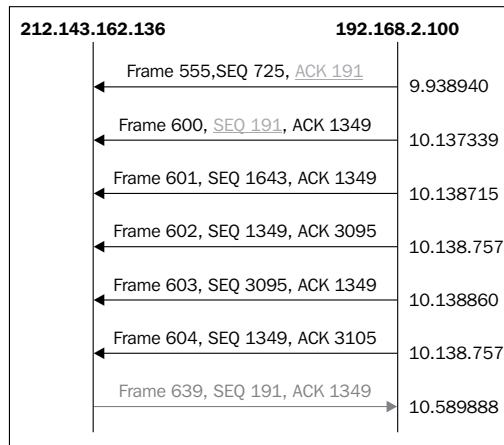 212.143.162.136 192.168.2.100
Frame 555,SEQ 725, ACK 191
9.938940
Frame 600, SEQ 191, ACK 1349
10.137339
Frame 601, SEQ 1643, ACK 1349
10.138715
Frame 602, SEQ 1349, ACK 3095
10.138.757
Frame 603, SEQ 3095, ACK 1349
10.138860
Frame 604, SEQ 1349, ACK 3105
10.138.757
Frame 639, SEQ 191, ACK 1349
10.589888